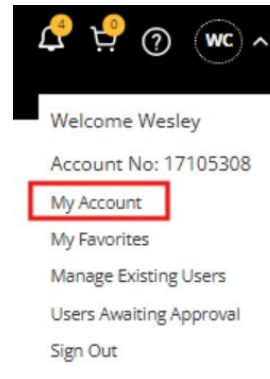 4 0 ? WC
Welcome Wesley
Account No: 17105308
My Account
My Favorites
Manage Existing Users
Users Awaiting Approval
Sign Out